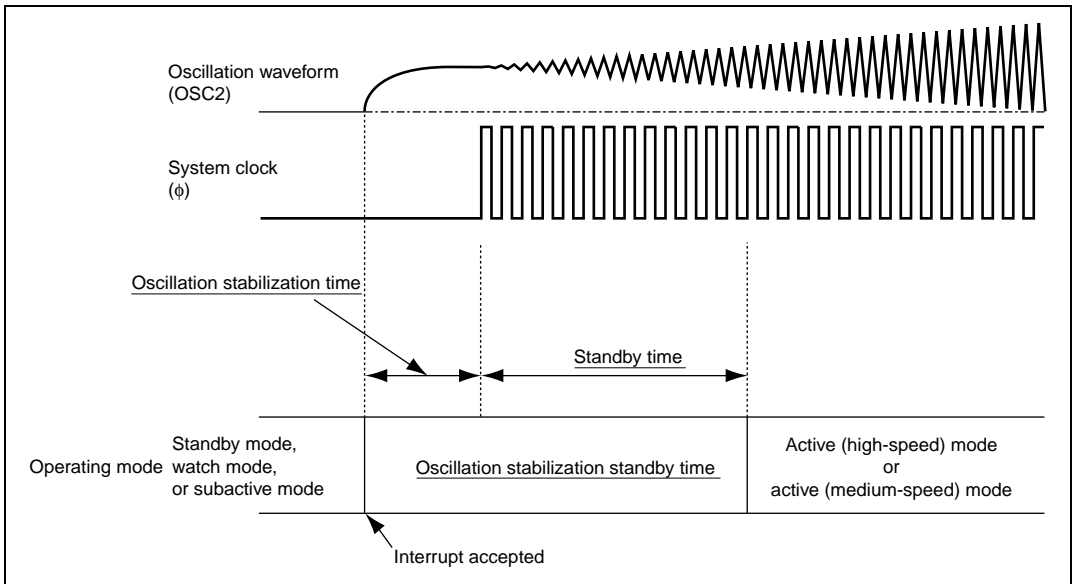 Oscillation waveform
(OSC2)
System clock
(ϕ)
Oscillation stabilization time
Standby time
Operating mode
Standby mode,
watch mode,
or subactive mode
Oscillation stabilization standby time
Active (high-speed) mode
or
active (medium-speed) mode
Interrupt accepted